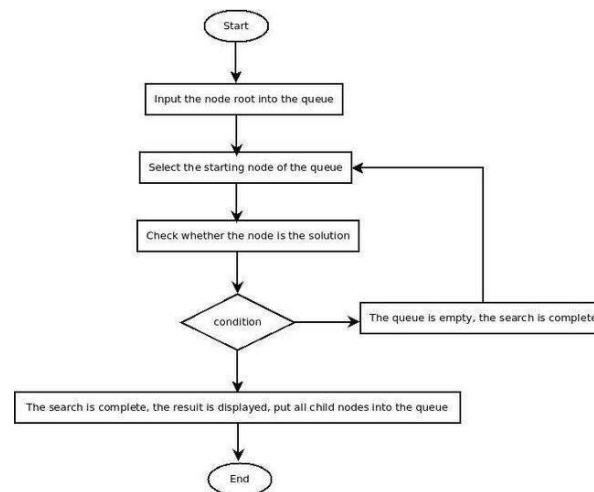 Start
Input the node root into the queue
Select the starting node of the queue
Check whether the node is the solution
condition
The queue is empty, the search is complete
The search is complete, the result is displayed, put all child nodes into the queue
End